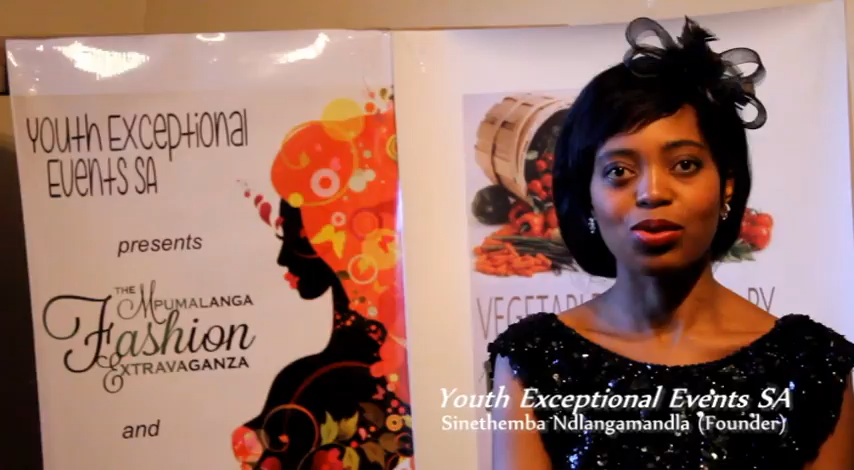 Youth Exceptional
Events SA
presents
THE MPUMALANGA
Fashion
EXTRAVAGANZA
and
Youth Exceptional Events SA
Sinethemba Ndlangamandla (Founder)